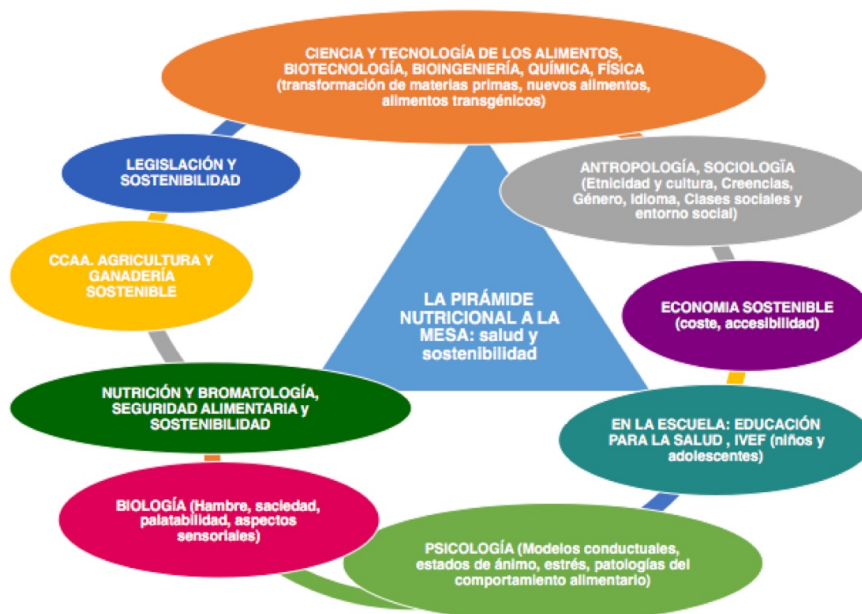 CIENCIA Y TECNOLOGÍA DE LOS ALIMENTOS,
BIOTECNOLOGÍA, BIOINGENIERÍA, QUÍMICA, FÍSICA
(transformación de materias primas, nuevos alimentos,
alimentos transgénicos)
LEGISLACIÓN Y
SOSTENIBILIDAD
ANTROPOLOGÍA, SOCIOLOGÏA
(Etnicidad y cultura, Creencias,
Género, Idioma, Clases sociales y
entorno social)
CCAA. AGRICULTURA Y
GANADERÍA
SOSTENIBLE
LA PIRÁMIDE
NUTRICIONAL A LA
MESA: salud y
sostenibilidad
ECONOMIA SOSTENIBLE
(coste, accesibilidad)
NUTRICIÓN Y BROMATOLOGÍA,
SEGURIDAD ALIMENTARIA y
SOSTENIBILIDAD
EN LA ESCUELA: EDUCACIÓN
PARA LA SALUD , IVEF (niños y
adolescentes)
BIOLOGÍA (Hambre, saciedad,
palatabilidad, aspectos
sensoriales)
PSICOLOGÍA (Modelos conductuales,
estados de ánimo, estrés, patologías del
comportamiento alimentario)